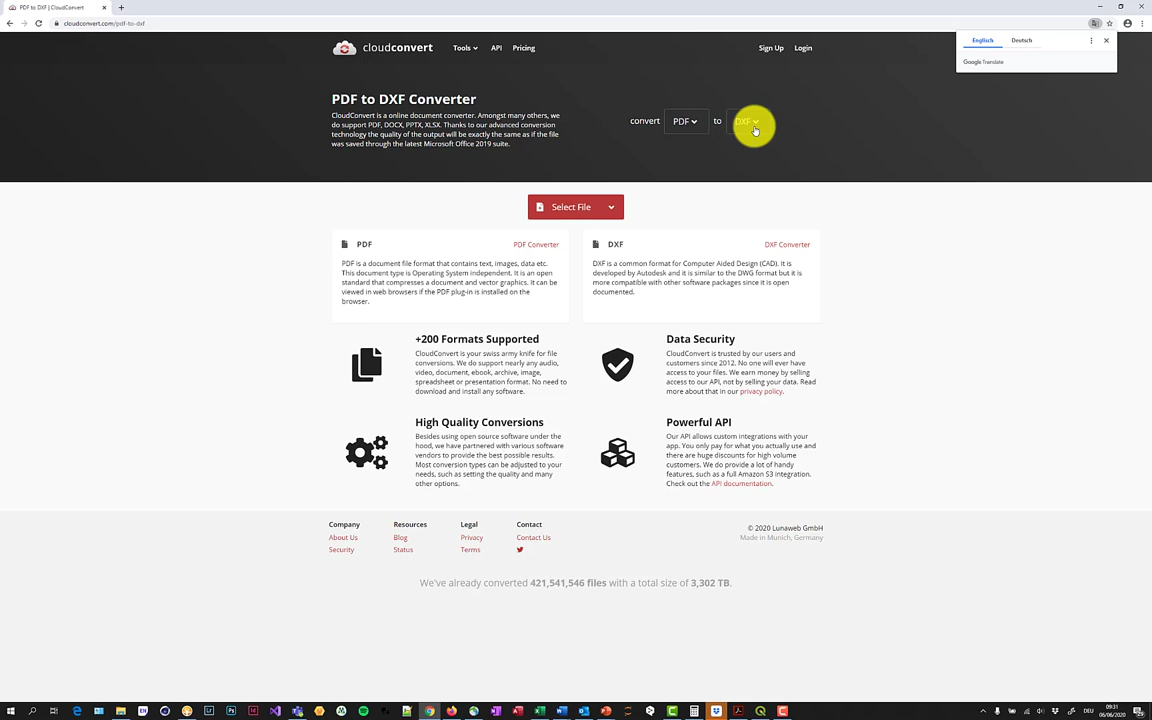 PDF to DXF | CloudConvert
cloudconvert.com/pdf-to-dxf
Englisch Deutsch
Google Translate
cloudconvert Tools API Pricing Sign Up Login
PDF to DXF Converter
CloudConvert is a online document converter. Amongst many others, we
do support PDF, DOCX, PPTX, XLSX. Thanks to our advanced conversion
technology the quality of the output will be exactly the same as if the file
was saved through the latest Microsoft Office 2019 suite.
convert PDF to DXF
Select File
PDF PDF Converter
PDF is a document file format that contains text, images, data etc.
This document type is Operating System independent. It is an open
standard that compresses a document and vector graphics. It can be
viewed in web browsers if the PDF plug-in is installed on the
browser.
DXF DXF Converter
DXF is a common format for Computer Aided Design (CAD). It is
developed by Autodesk and it is similar to the DWG format but it is
more compatible with other software packages since it is open
documented.
+200 Formats Supported
CloudConvert is your swiss army knife for file
conversions. We do support nearly any audio,
video, document, ebook, archive, image,
spreadsheet or presentation format. No need to
download and install any software.
Data Security
CloudConvert is trusted by our users and
customers since 2012. No one will ever have
access to your files. We earn money by selling
access to our API, not by selling your data. Read
more about that in our privacy policy.
High Quality Conversions
Besides using open source software under the
hood, we have partnered with various software
vendors to provide the best possible results.
Most conversion types can be adjusted to your
needs, such as setting the quality and many
other options.
Powerful API
Our API allows custom integrations with your
app. You only pay for what you actually use and
there are huge discounts for high volume
customers. We do provide a lot of handy
features, such as a full Amazon S3 integration.
Check out the API documentation.
Company
About Us
Security
Resources
Blog
Status
Legal
Privacy
Terms
Contact
Contact Us
© 2020 Lunaweb GmbH
Made in Munich, Germany
We've already converted 421,541,546 files with a total size of 3,302 TB.
DEU
09:31
06/06/2020